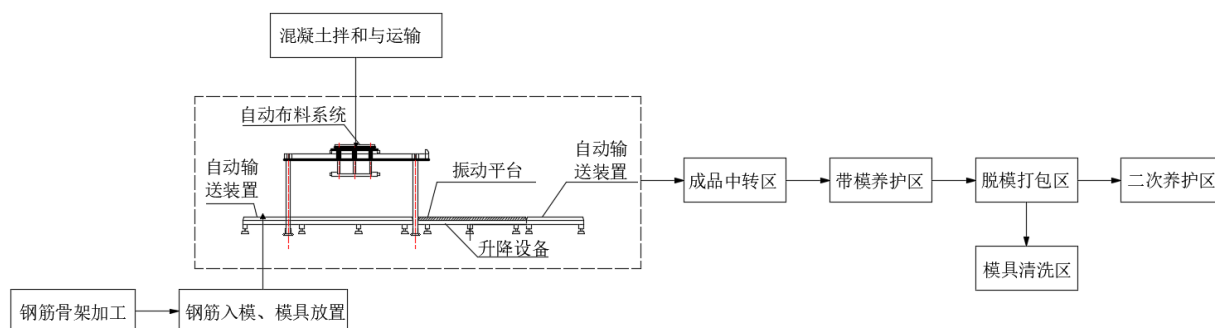 混凝土拌和与运输
自动布料系统
自动输
送装置
振动平台
自动输
送装置
升降设备
成品中转区
带模养护区
脱模打包区
二次养护区
模具清洗区
钢筋骨架加工
钢筋入模、模具放置